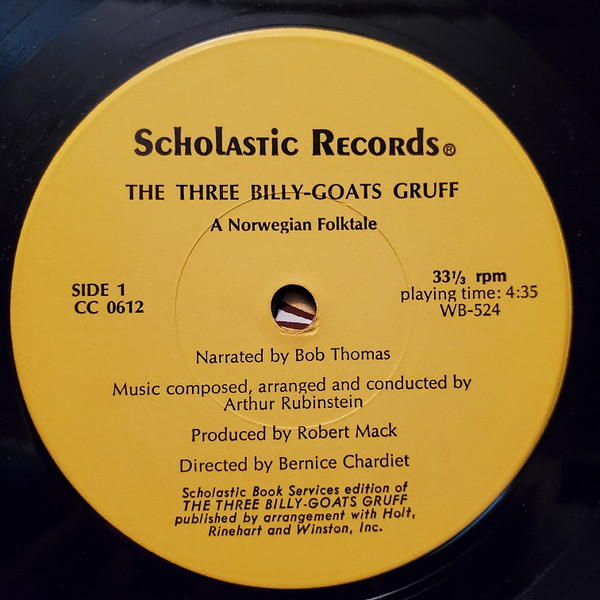 Scholastic Records®
THE THREE BILLY-GOATS GRUFF
A Norwegian Folktale
SIDE 1
CC 0612
33⅓ rpm
playing time: 4:35
WB-524
Narrated by Bob Thomas
Music composed, arranged and conducted by
Arthur Rubinstein
Produced by Robert Mack
Directed by Bernice Chardiet
Scholastic Book Services edition of
THE THREE BILLY-GOATS GRUFF
published by arrangement with Holt,
Rinehart and Winston, Inc.